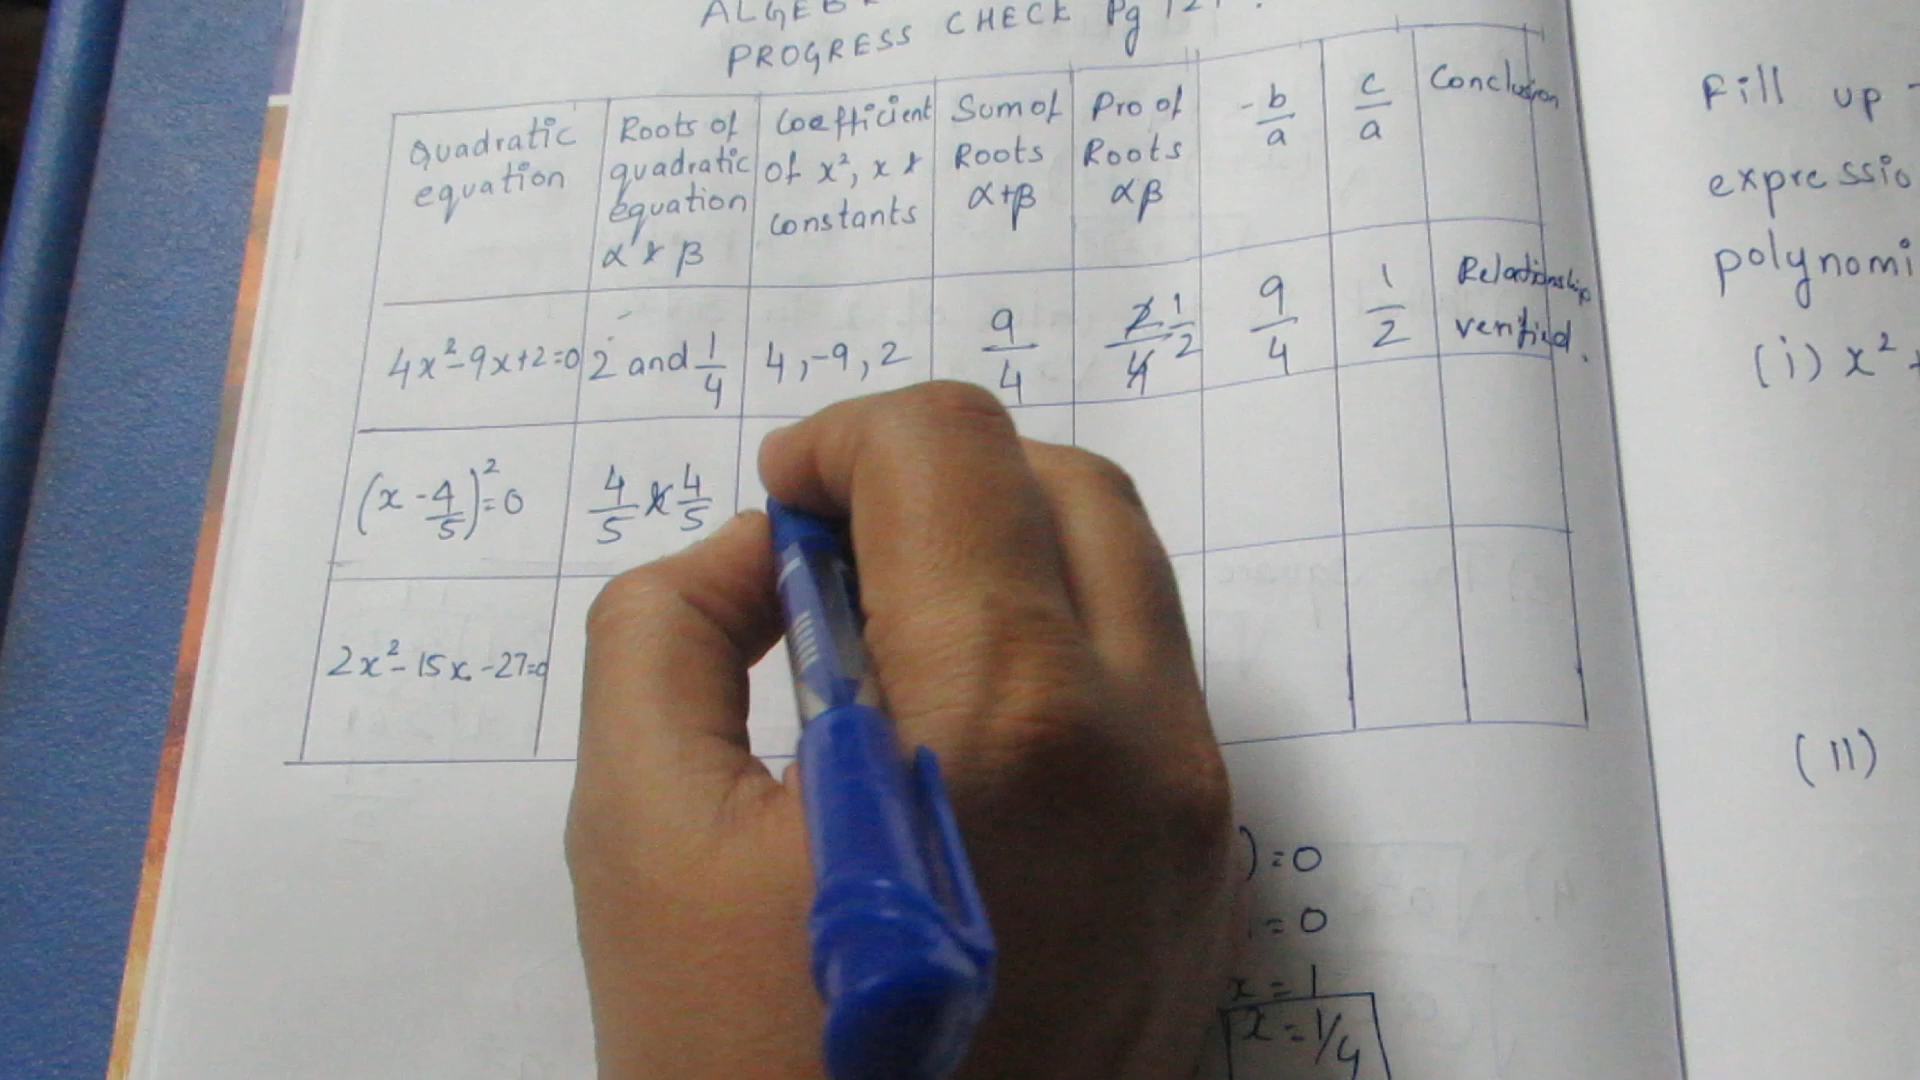 PROGRESS CHECK Pg
Quadratic equation
Roots of quadratic equation α & β
Coefficient of x², x & constants
Sum of Roots α+β
Pro of Roots αβ
-b/a
c/a
Conclusion
4x²-9x+2=0
2 and 1/4
4, -9, 2
9/4
2/4 1/2
9/4
1/2
Relationship verified.
(x-4/5)²=0
4/5 & 4/5
2x²-15x-27=0
)=0
=0
x=1
x=1/4
Fill up
(i) x²
(II)